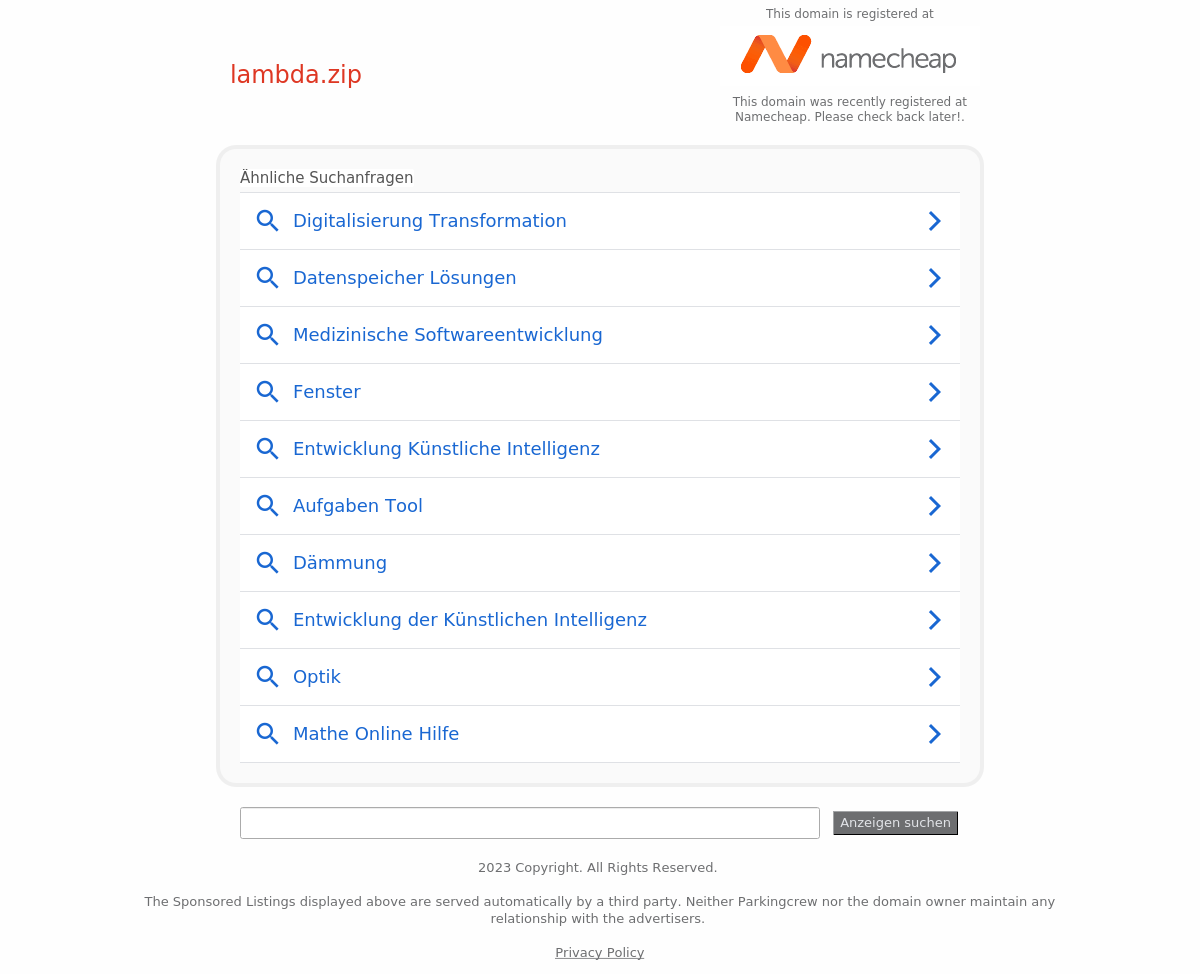 This domain is registered at
namecheap
lambda.zip
This domain was recently registered at
Namecheap. Please check back later!.
Ähnliche Suchanfragen
Digitalisierung Transformation
Datenspeicher Lösungen
Medizinische Softwareentwicklung
Fenster
Entwicklung Künstliche Intelligenz
Aufgaben Tool
Dämmung
Entwicklung der Künstlichen Intelligenz
Optik
Mathe Online Hilfe
Anzeigen suchen
2023 Copyright. All Rights Reserved.
The Sponsored Listings displayed above are served automatically by a third party. Neither Parkingcrew nor the domain owner maintain any
relationship with the advertisers.
Privacy Policy